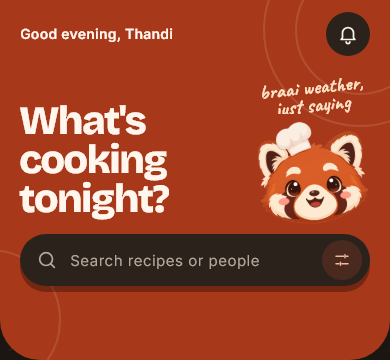 Good evening, Thandi
braai weather,
just saying
What's
cooking
tonight?
Search recipes or people